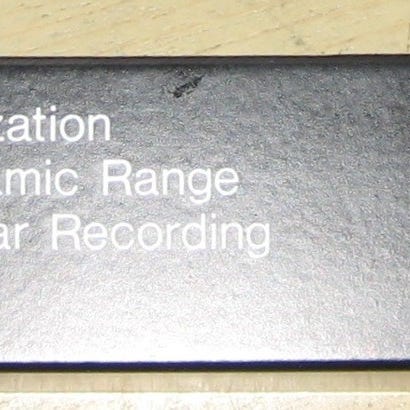 zation
amic Range
ar Recording